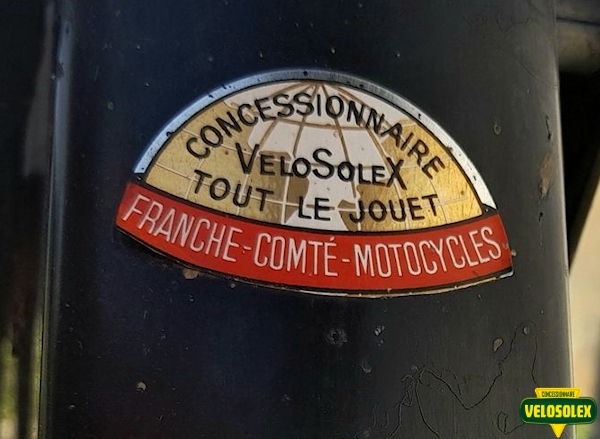 CONCESSIONNAIRE
VELOSOLEX
TOUT LE JOUET
FRANCHE-COMTÉ-MOTOCYCLES
CONCESSIONNAIRE
VELOSOLEX